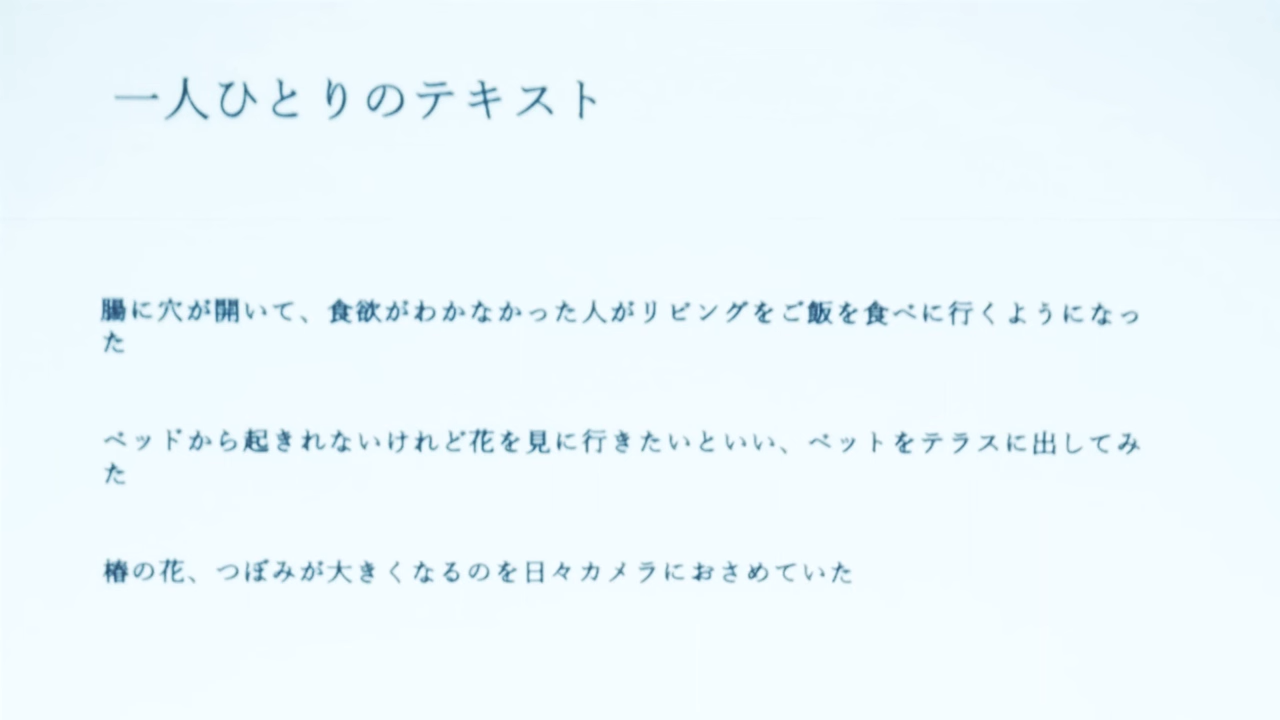 一人ひとりのテキスト
腸に穴が開いて、食欲がわかなかった人がリビングをご飯を食べに行くようになっ
た
ベッドから起きれないけれど花を見に行きたいといい、ベットをテラスに出してみ
た
椿の花、つぼみが大きくなるのを日々カメラにおさめていた